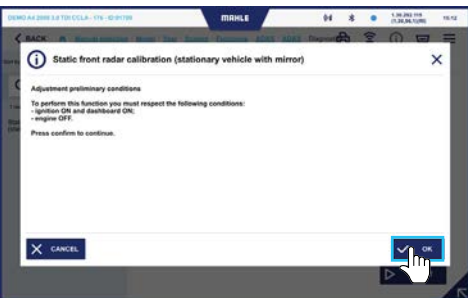 DEMO A4 2008 3.0 TDI CCLA - 176 - ID:01709
MAHLE
16:12
BACK
Static front radar calibration (stationary vehicle with mirror)
Adjustment preliminary conditions
To perform this function you must respect the following conditions:
- ignition ON and dashboard ON;
- engine OFF.
Press confirm to continue.
CANCEL
OK